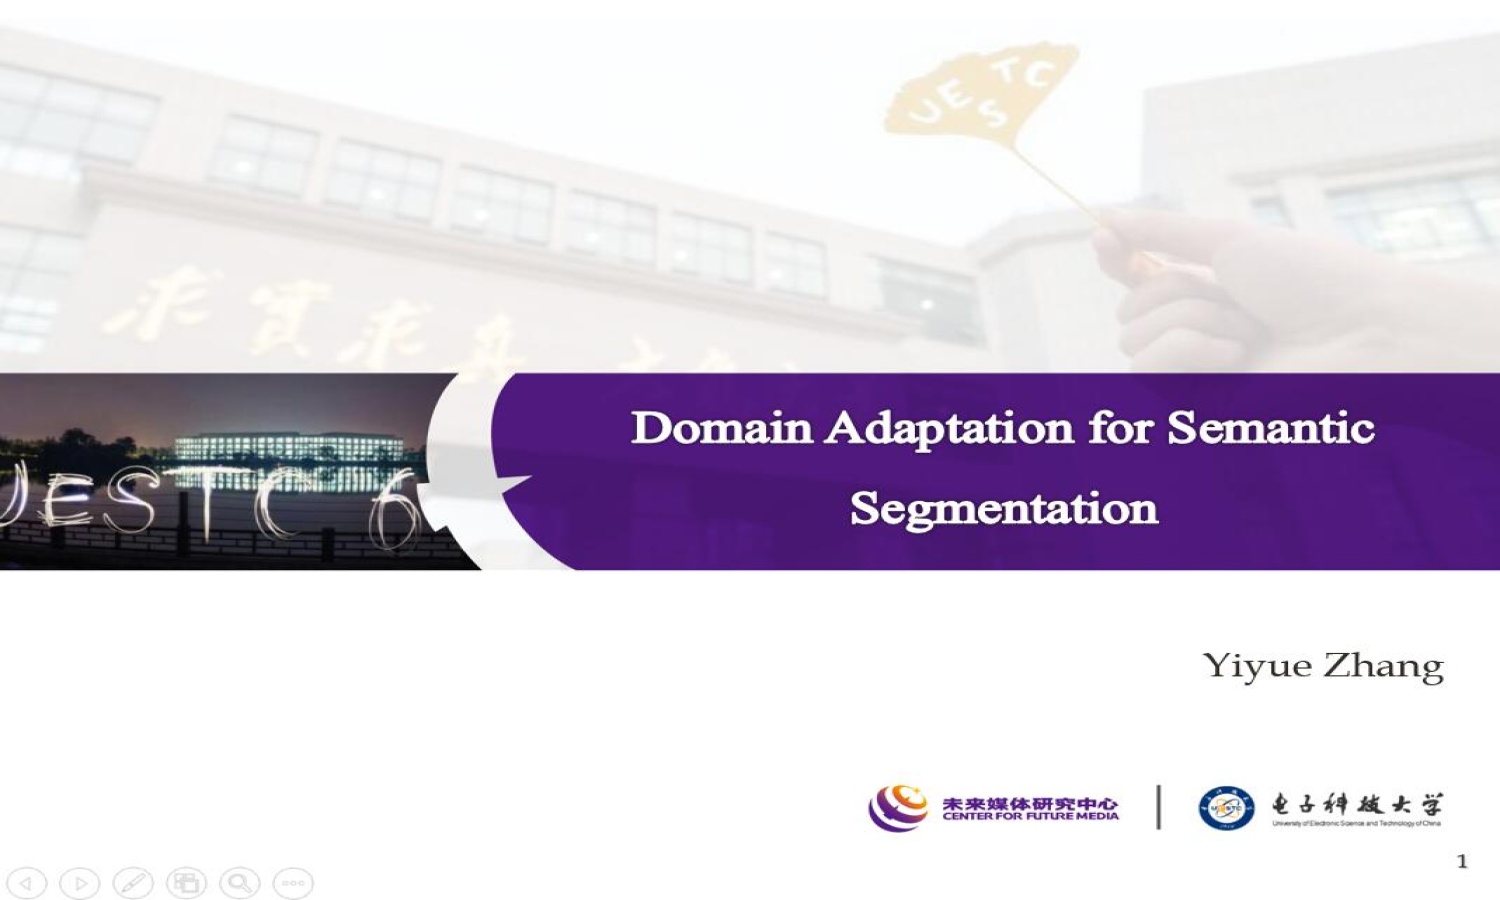 UESTC
求實求真
UESTC 6
Domain Adaptation for Semantic
Segmentation
Yiyue Zhang
未来媒体研究中心
CENTER FOR FUTURE MEDIA
电子科技大学
University of Electronic Science and Technology of China
1